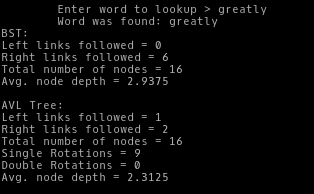 Enter word to lookup > greatly
Word was found: greatly
BST:
Left links followed = 0
Right links followed = 6
Total number of nodes = 16
Avg. node depth = 2.9375
AVL Tree:
Left links followed = 1
Right links followed = 2
Total number of nodes = 16
Single Rotations = 9
Double Rotations = 0
Avg. node depth = 2.3125